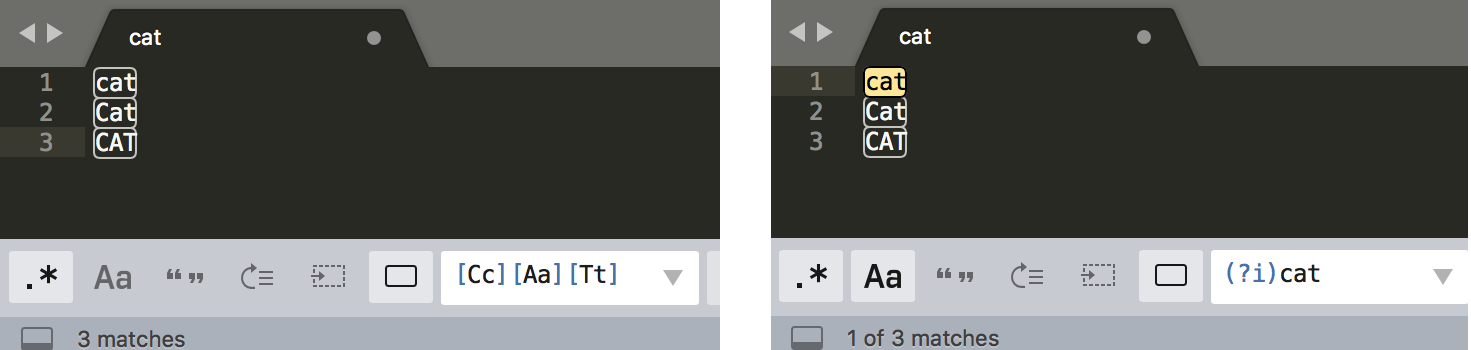 cat
1 cat
2 Cat
3 CAT
.* Aa “” [Cc][Aa][Tt]
3 matches
cat
1 cat
2 Cat
3 CAT
.* Aa “” (?i)cat
1 of 3 matches